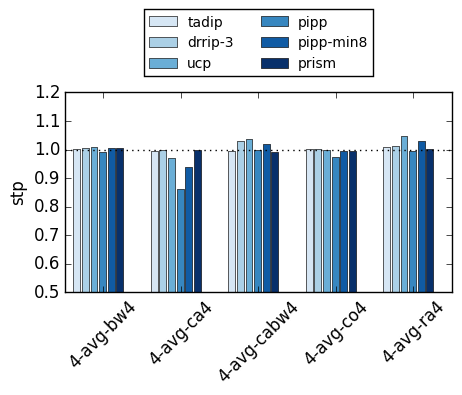 tadip pipp
drrip-3 pipp-min8
ucp prism
1.2
1.1
1.0
0.9
0.8
0.7
0.6
0.5
stp
4-avg-bw4
4-avg-ca4
4-avg-cabw4
4-avg-co4
4-avg-ra4